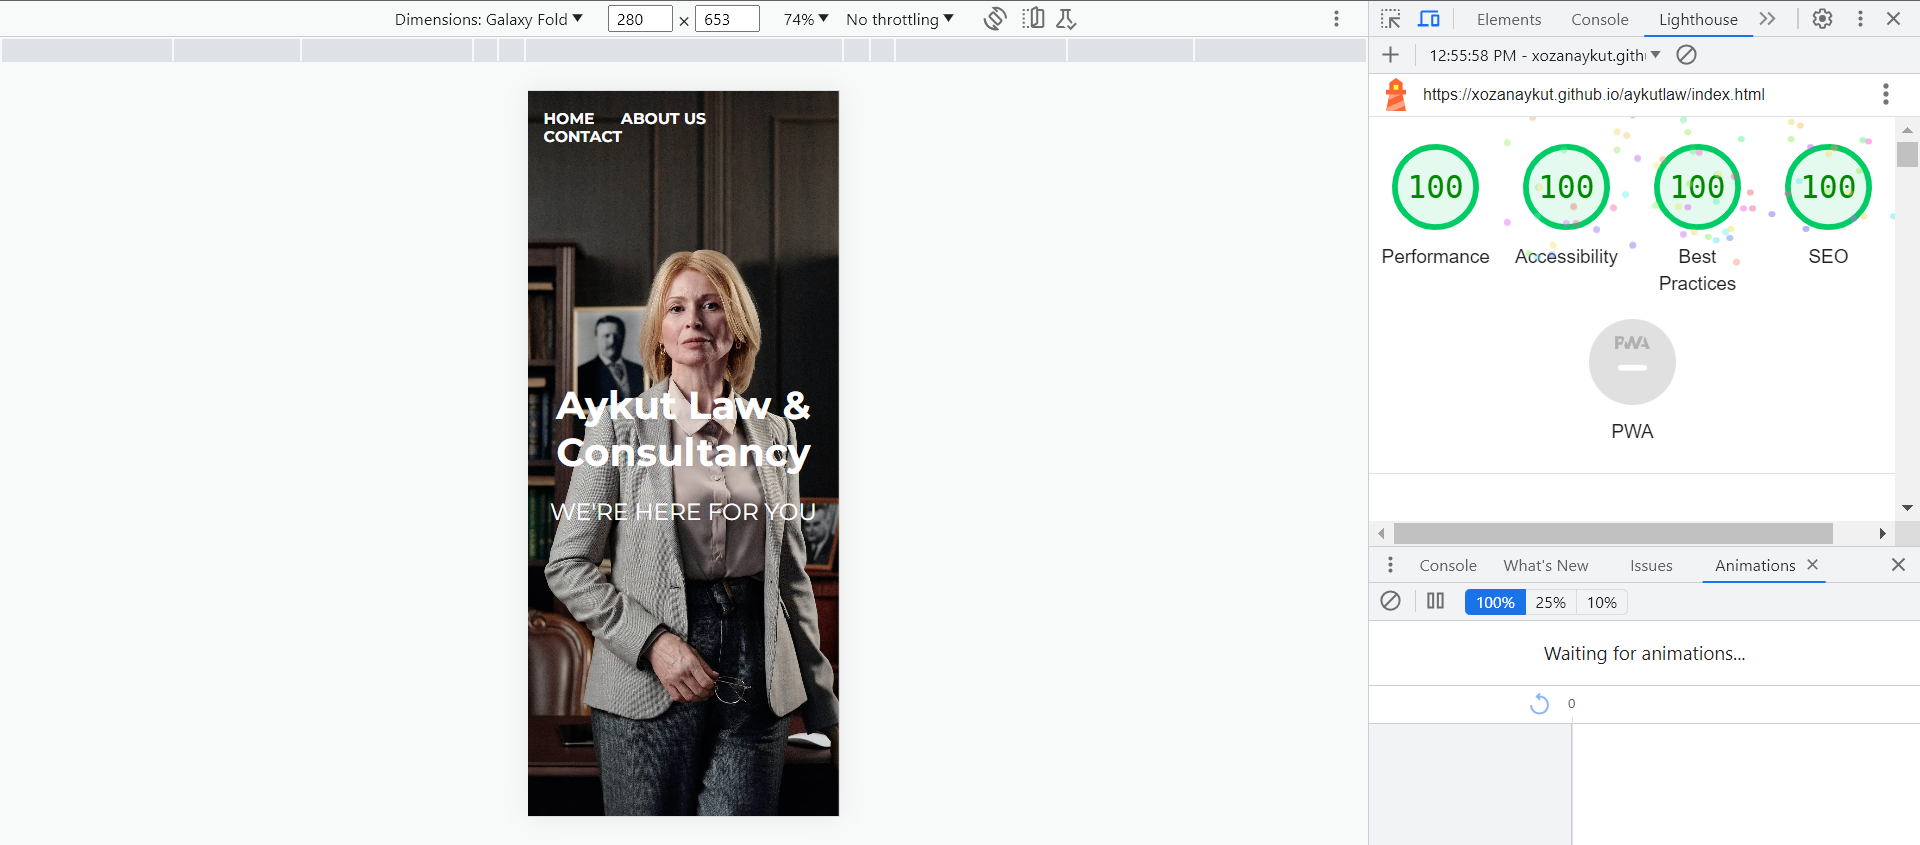 Dimensions: Galaxy Fold 280 × 653 74% No throttling
Elements Console Lighthouse
12:55:58 PM - xozanaykut.gith
https://xozanaykut.github.io/aykutlaw/index.html
HOME ABOUT US
CONTACT
Aykut Law &
Consultancy
WE'RE HERE FOR YOU
100 100 100 100
Performance Accessibility Best
Practices SEO
PWA
PWA
Console What's New Issues Animations
100% 25% 10%
Waiting for animations...
0